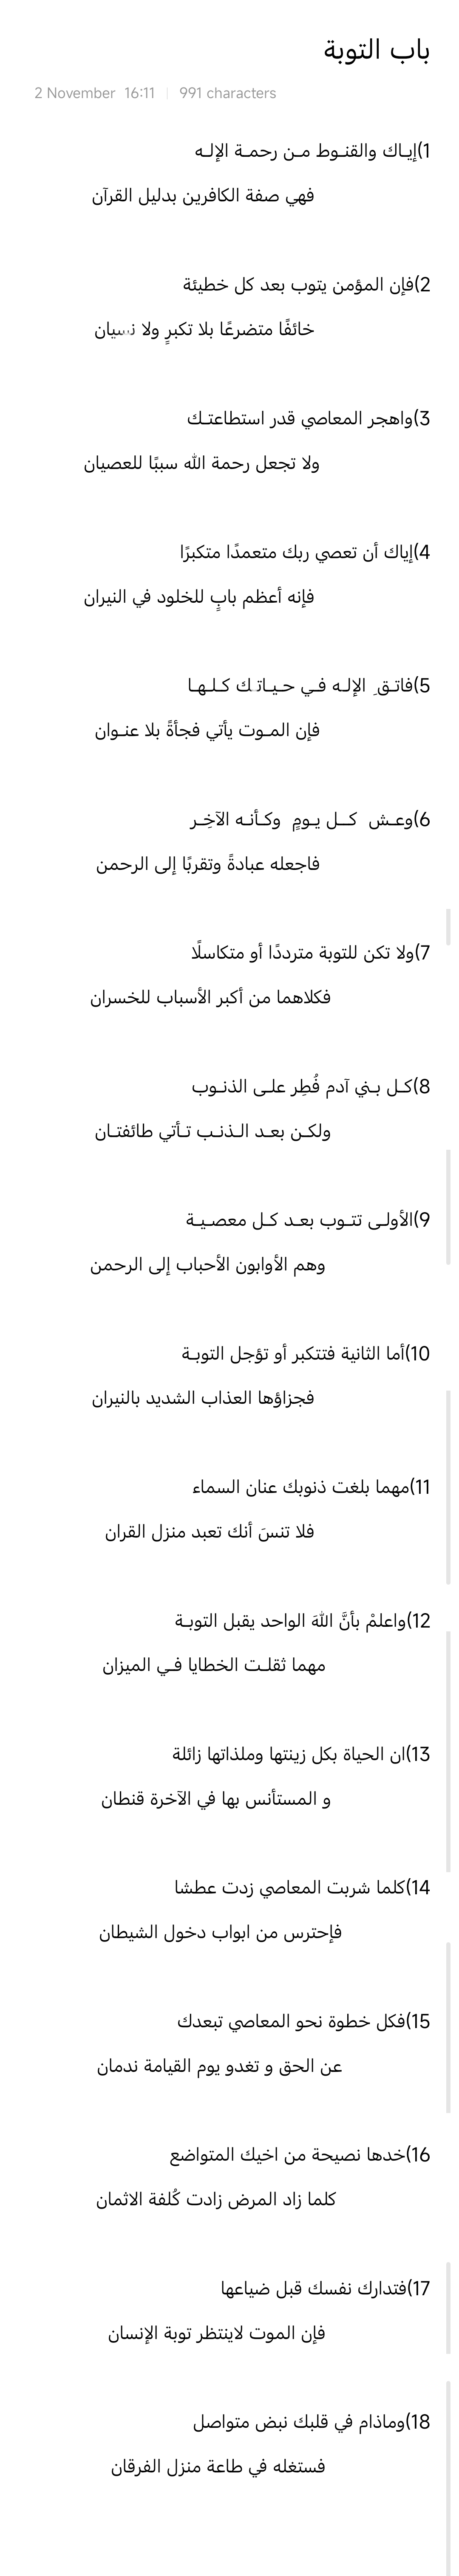 باب التوبة
2 November 16:11 | 991 characters
1)إيـاك والقنـوط مـن رحمـة الإلـه
فهي صفة الكافرين بدليل القرآن
2)فإن المؤمن يتوب بعد كل خطيئة
خائفًا متضرعًا بلا تكبرٍ ولا نسيان
3)واهجر المعاصي قدر استطاعتـك
ولا تجعل رحمة الله سببًا للعصيان
4)إياك أن تعصي ربك متعمدًا متكبرًا
فإنه أعظم بابٍ للخلود في النيران
5)فاتـقِ الإلـه فـي حـيـاتـك كـلـهـا
فإن المـوت يأتي فجأةً بلا عنـوان
6)وعـش كــل يـومٍ وكـأنـه الآخِـر
فاجعله عبادةً وتقربًا إلى الرحمن
7)ولا تكن للتوبة مترددًا أو متكاسلًا
فكلاهما من أكبر الأسباب للخسران
8)كـل بـني آدم فُطِر علـى الذنـوب
ولكـن بعـد الـذنـب تـأتي طائفتـان
9)الأولـى تتـوب بعـد كـل معصـيـة
وهم الأوابون الأحباب إلى الرحمن
10)أما الثانية فتتكبر أو تؤجل التوبـة
فجزاؤها العذاب الشديد بالنيران
11)مهما بلغت ذنوبك عنان السماء
فلا تنسَ أنك تعبد منزل القران
12)واعلمْ بأنَّ اللهَ الواحد يقبل التوبـة
مهما ثقلـت الخطايا فـي الميزان
13)ان الحياة بكل زينتها وملذاتها زائلة
و المستأنس بها في الآخرة قنطان
14)كلما شربت المعاصي زدت عطشا
فإحترس من ابواب دخول الشيطان
15)فكل خطوة نحو المعاصي تبعدك
عن الحق و تغدو يوم القيامة ندمان
16)خدها نصيحة من اخيك المتواضع
كلما زاد المرض زادت كُلفة الاثمان
17)فتدارك نفسك قبل ضياعها
فإن الموت لاينتظر توبة الإنسان
18)وماذام في قلبك نبض متواصل
فستغله في طاعة منزل الفرقان